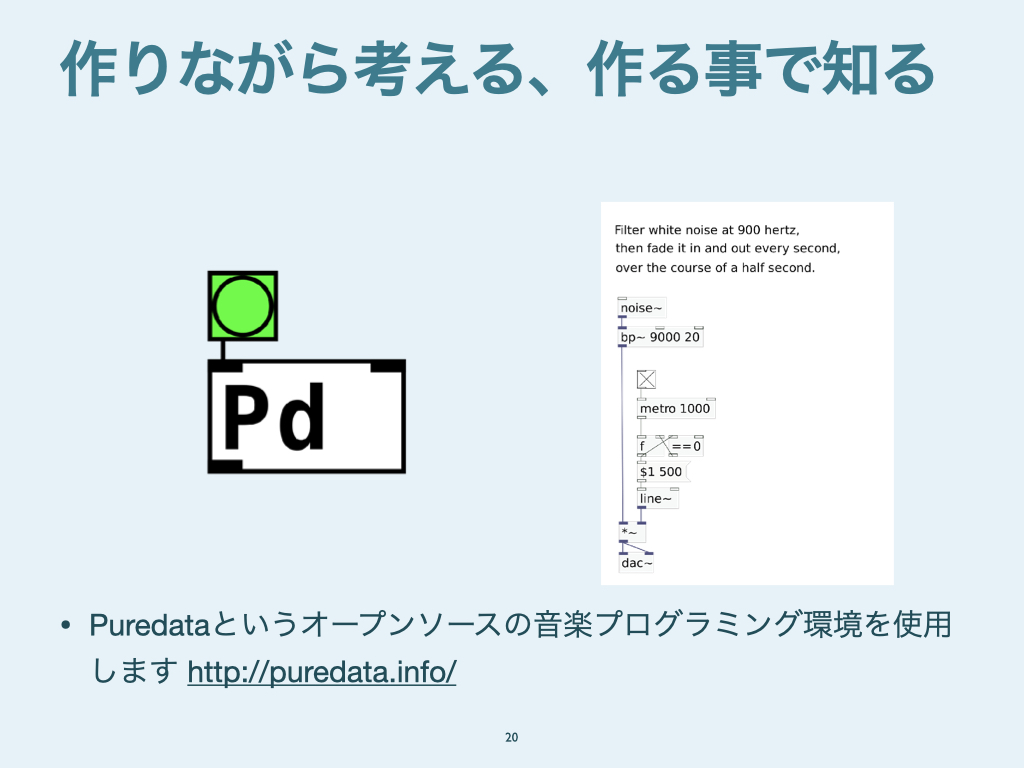 作りながら考える、作る事で知る
Filter white noise at 900 hertz,
then fade it in and out every second,
over the course of a half second.
noise~
bp~ 9000 20
metro 1000
f
==0
$1 500
line~
*~
dac~
Pd
• Puredataというオープンソースの音楽プログラミング環境を使用
します http://puredata.info/
20